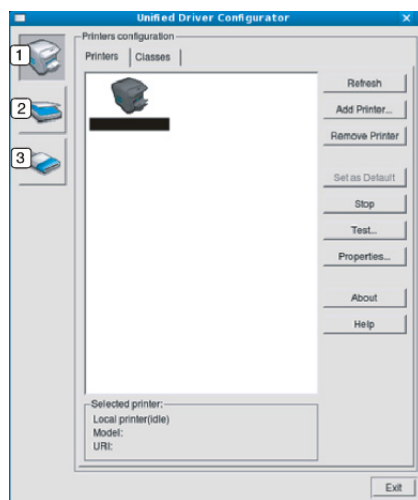 Unified Driver Configurator
Printers configuration
Printers Classes
1
2
3
Refresh
Add Printer...
Remove Printer
Set as Default
Stop
Test...
Properties...
About
Help
Selected printer:
Local printer(idle)
Model:
URI:
Exit